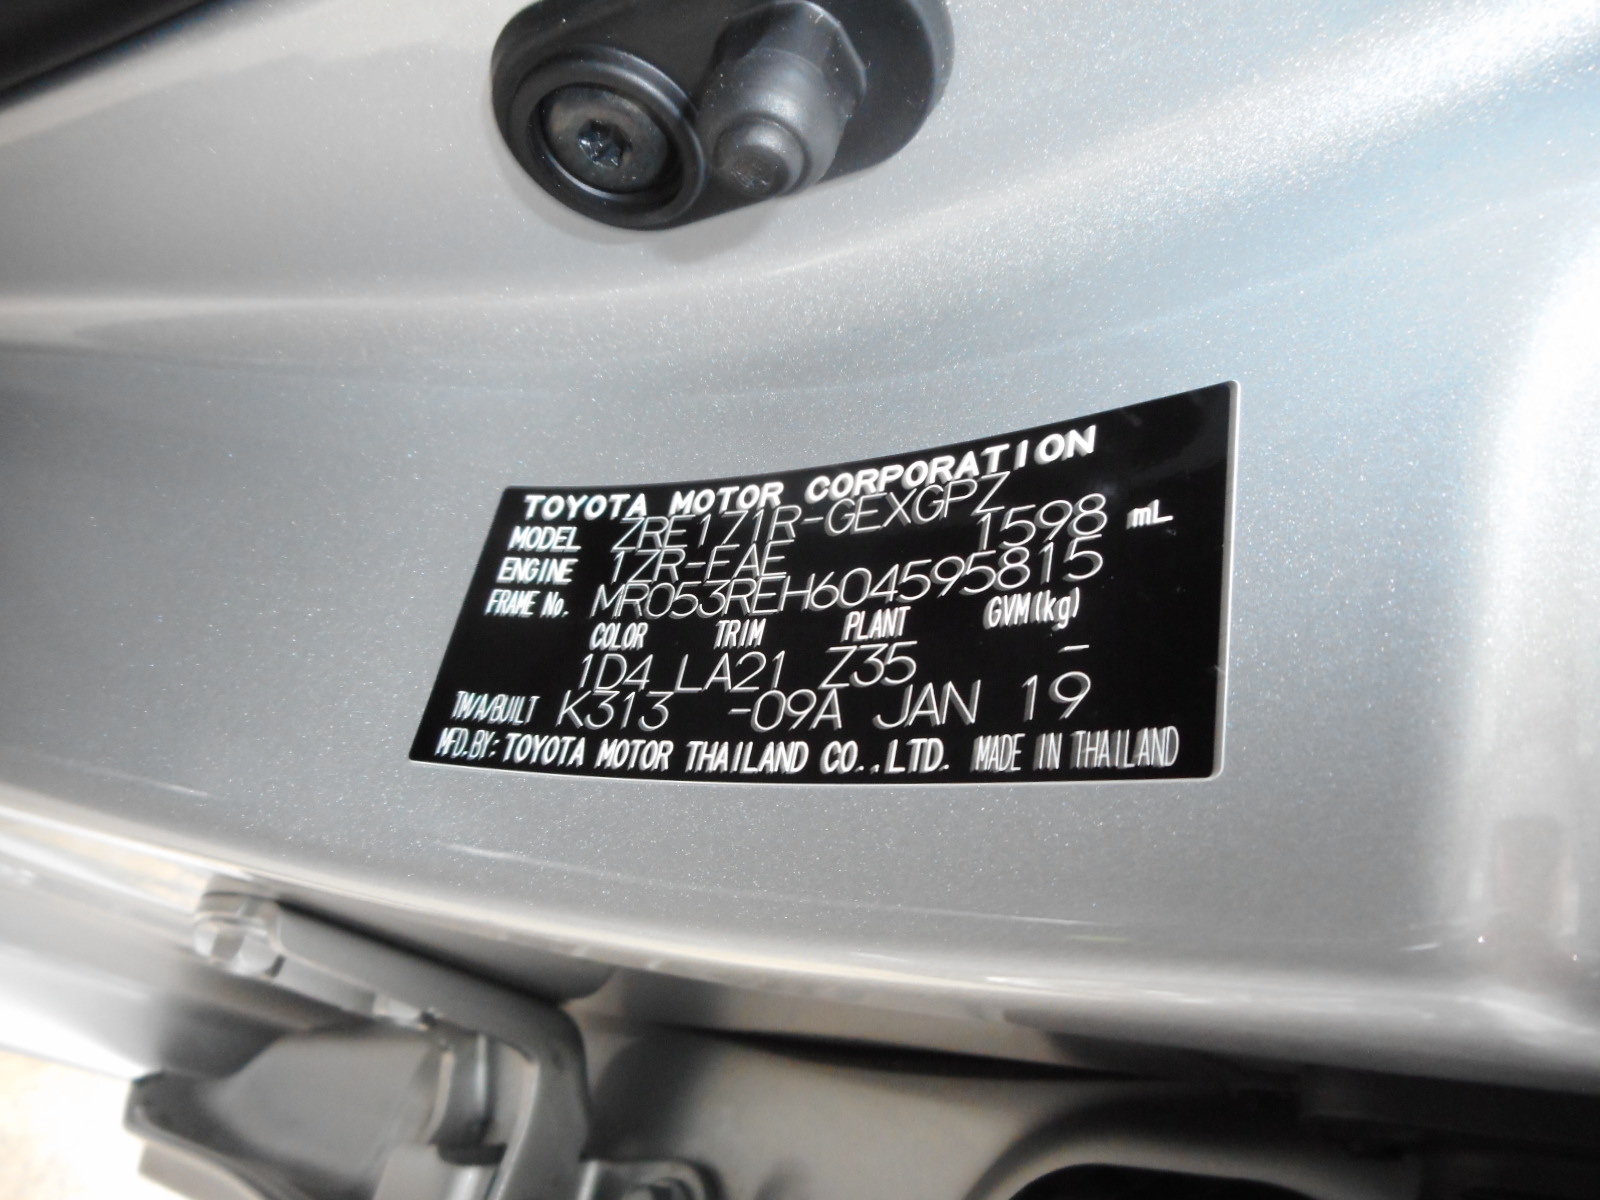 TOYOTA MOTOR CORPORATION
MODEL ZRE171R-GEXGPZ
ENGINE 1ZR-FAE 1598 mL
FRAME No. MR053REH604595815
COLOR TRIM PLANT GVM(kg)
1D4 LA21 Z35 -
TM/A/BUILT K313 -09A JAN 19
MFD.BY:TOYOTA MOTOR THAILAND CO.,LTD. MADE IN THAILAND